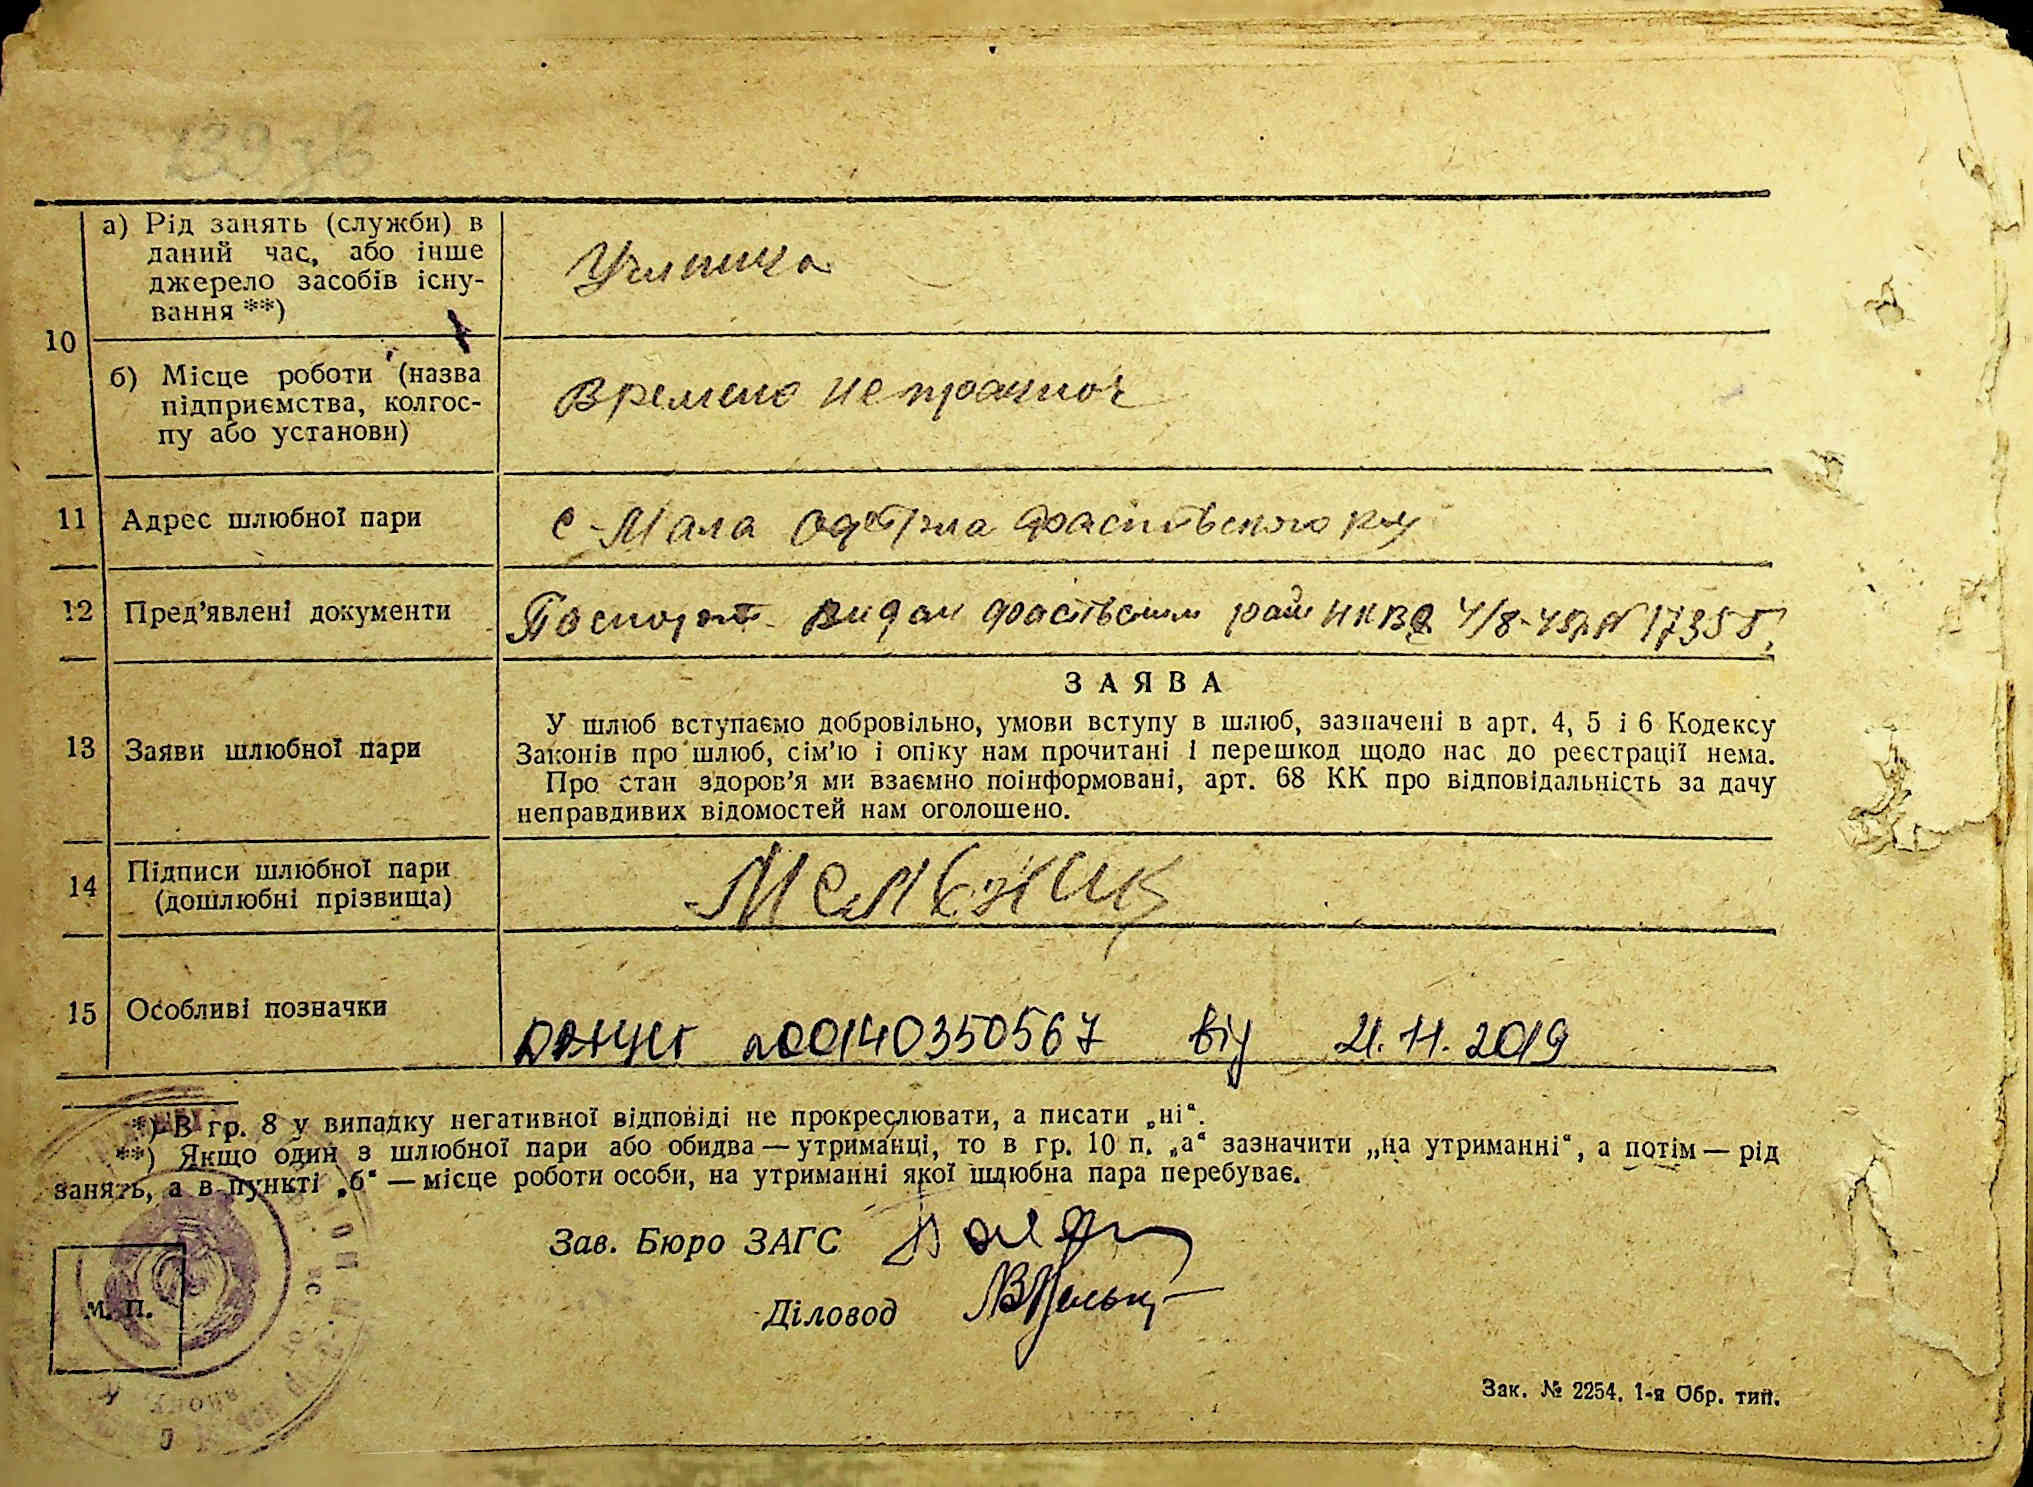 139 зв
10
а) Рід занять (служби) в
даний час, або інше
джерело засобів існу-
вання **)
Училниця
б) Місце роботи (назва
підприємства, колгос-
пу або установи)
Времено не працює
11 Адрес шлюбної пари
с-Мала Офірна Фастівського р-ну
12 Пред’явлені документи
Паспорт видан Фастівським рай НКВД 4/8-45р N 17355
13 Заяви шлюбної пари
ЗАЯВА
У шлюб вступаємо добровільно, умови вступу в шлюб, зазначені в арт. 4, 5 і 6 Кодексу
Законів про шлюб, сім’ю і опіку нам прочитані і перешкод щодо нас до реєстрації нема.
Про стан здоров’я ми взаємно поінформовані, арт. 68 КК про відповідальність за дачу
неправдивих відомостей нам оголошено.
14 Підписи шлюбної пари
(дошлюбні прізвища)
Мельник
15 Особливі позначки
00140350567 від 21.11.2019
*) В гр. 8 у випадку негативної відповіді не прокреслювати, а писати „ні“.
**) Якщо один з шлюбної пари або обидва — утриманці, то в гр. 10 п. „а“ зазначити „на утриманні“, а потім — рід
занять, а в пункті „б“ — місце роботи особи, на утриманні якої шлюбна пара перебуває.
Зав. Бюро ЗАГС
Діловод
м. п.
Зак. № 2254. 1-я Обр. тип.